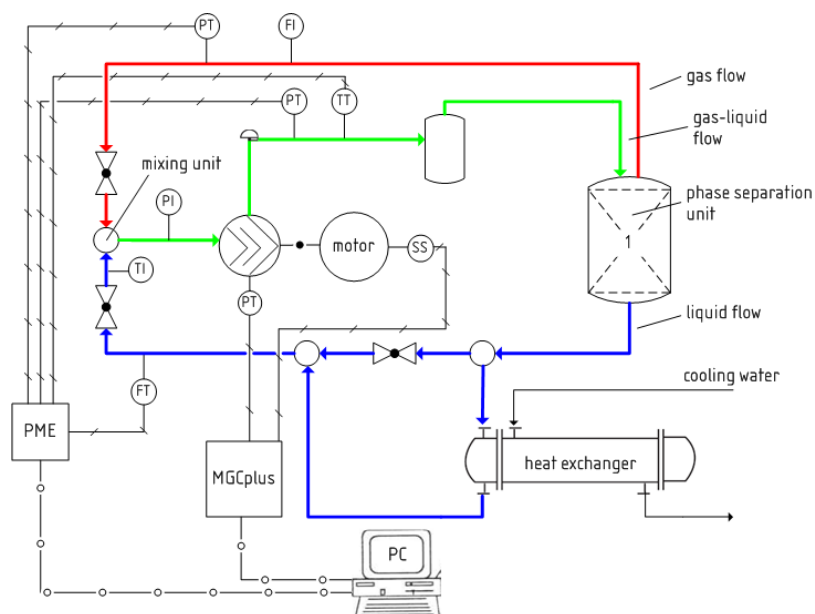 PT
FI
gas flow
PT
TT
gas-liquid
flow
mixing unit
PI
phase separation
unit
1
motor
SS
TI
PT
liquid flow
cooling water
FT
PME
heat exchanger
MGCplus
PC